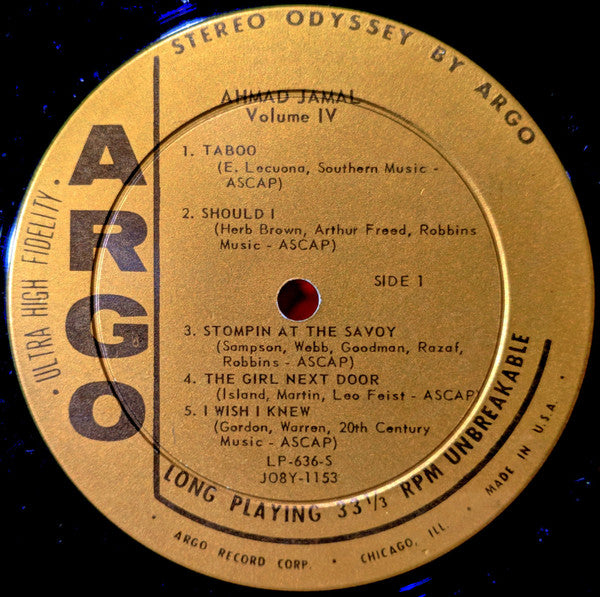 STEREO ODYSSEY BY ARGO
ARGO
· ULTRA HIGH FIDELITY ·
AHMAD JAMAL
Volume IV
1. TABOO
(E. Lecuona, Southern Music -
ASCAP)
2. SHOULD I
(Herb Brown, Arthur Freed, Robbins
Music - ASCAP)
SIDE 1
3. STOMPIN AT THE SAVOY
(Sampson, Webb, Goodman, Razaf,
Robbins - ASCAP)
4. THE GIRL NEXT DOOR
(Island, Martin, Leo Feist - ASCAP)
5. I WISH I KNEW
(Gordon, Warren, 20th Century
Music - ASCAP)
LP-636-S
JO8Y-1153
LONG PLAYING 33 1/3 RPM UNBREAKABLE
· ARGO RECORD CORP. · CHICAGO, ILL. · MADE IN U.S.A. ·